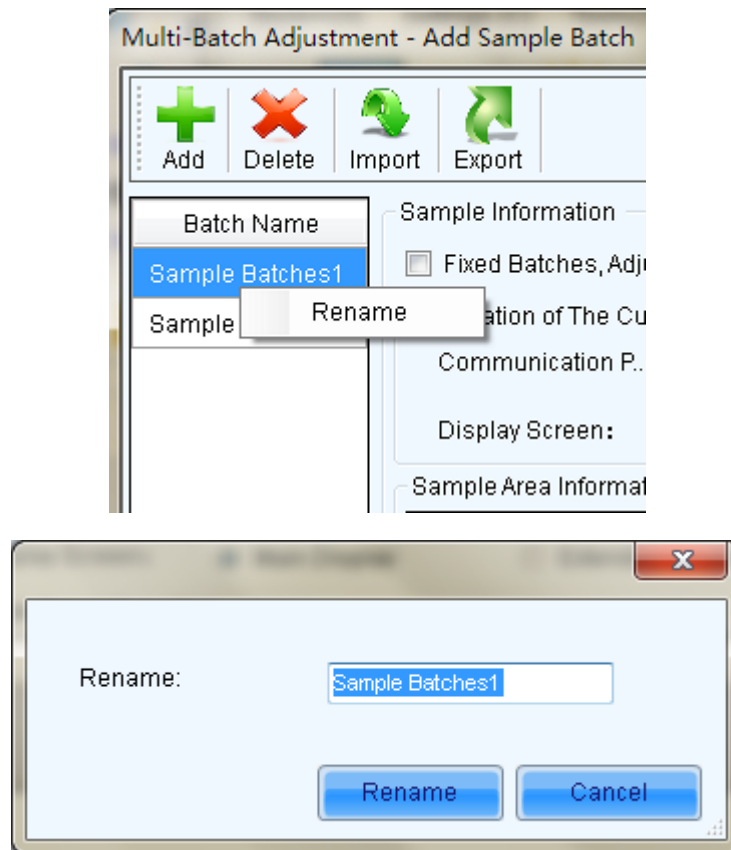 Multi-Batch Adjustment - Add Sample Batch
Add Delete Import Export
Batch Name
Sample Information
Sample Batches1
Fixed Batches, Adj
Rename
Sample
ation of The Cu
Communication P..
Display Screen:
Sample Area Informat
Rename:
Sample Batches1
Rename
Cancel